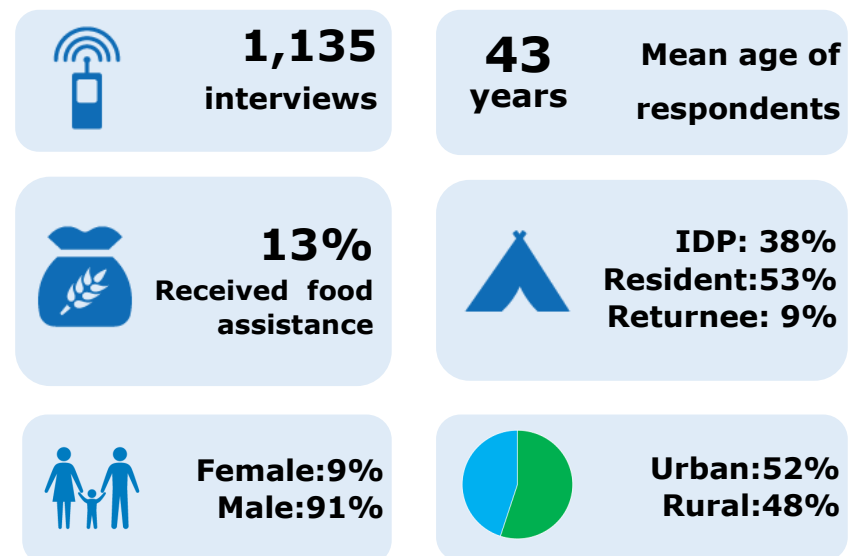 1,135
interviews
43
years
Mean age of
respondents
13%
Received food
assistance
IDP: 38%
Resident:53%
Returnee: 9%
Female:9%
Male:91%
Urban:52%
Rural:48%